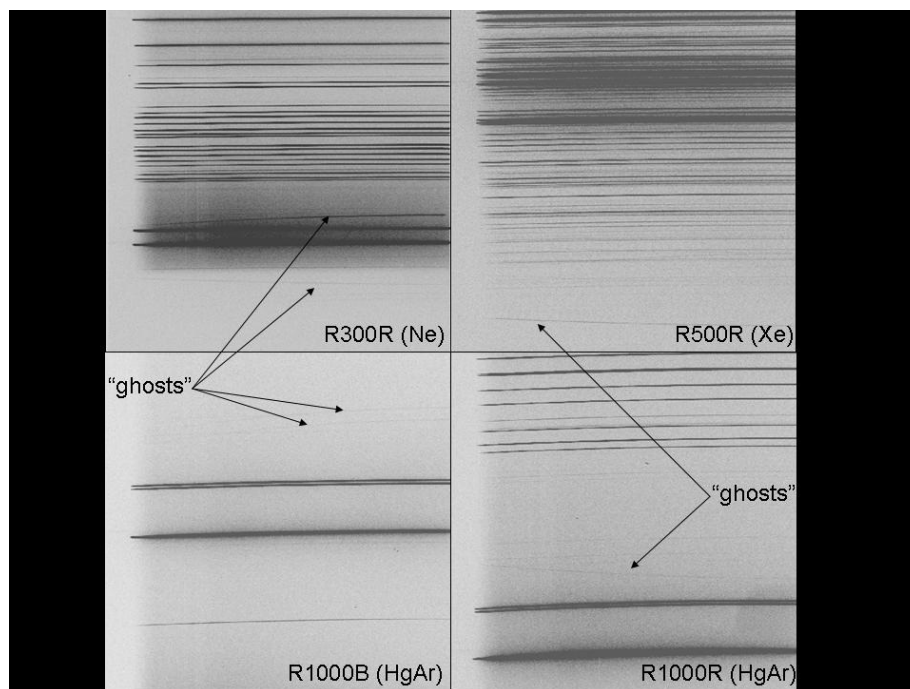 R300R (Ne)
R500R (Xe)
“ghosts”
“ghosts”
R1000B (HgAr)
R1000R (HgAr)